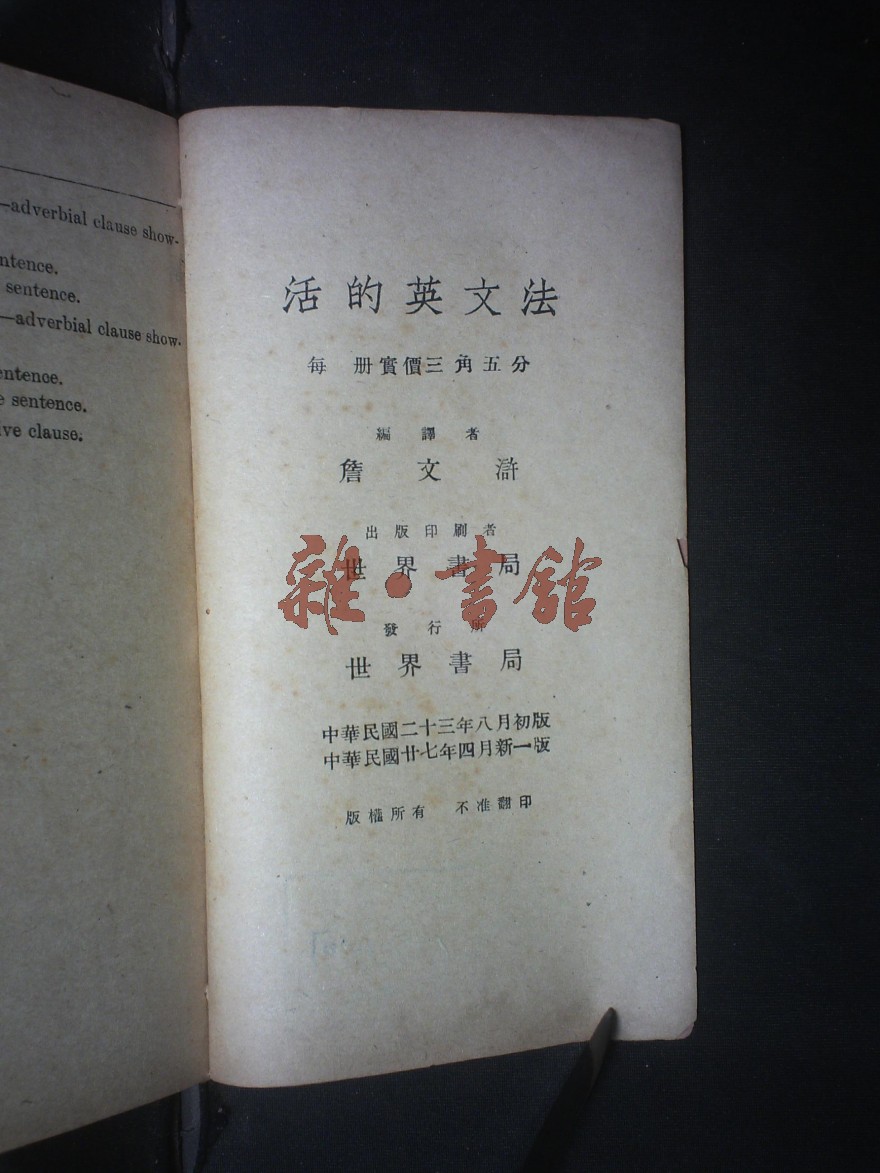 —adverbial clause show-
ntence.
sentence.
—adverbial clause show-
entence.
e sentence.
ve clause.
活的英文法
每 册實價三角五分
編譯者
詹文滸
出版印刷者
世界書局
發行所
世界書局
中華民國二十三年八月初版
中華民國廿七年四月新一版
版權所有 不准翻印
雜·書館